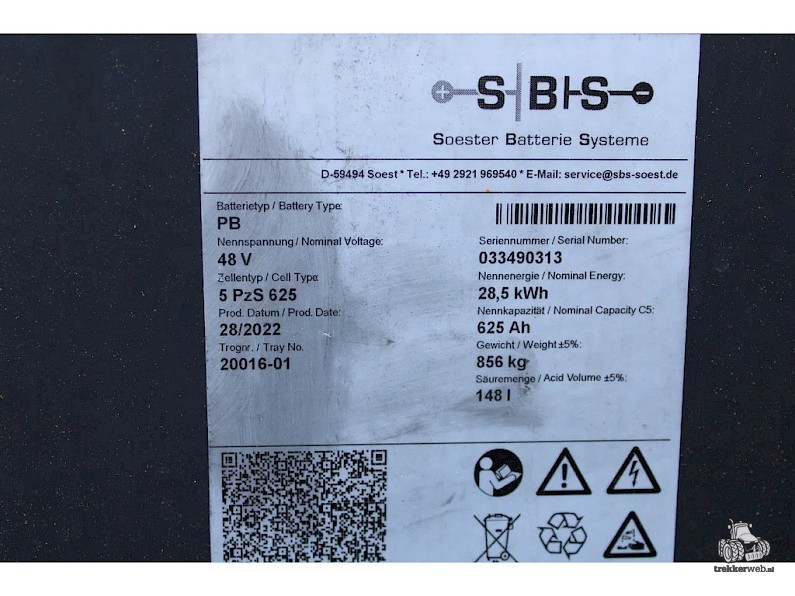 S BS
Soester Batterie Systeme
D-59494 Soest * Tel.: +49 2921 969540 * E-Mail: service@sbs-soest.de
Batterietyp / Battery Type:
PB
Nennspannung / Nominal Voltage:
48 V
Zellentyp / Cell Type:
5 PzS 625
Prod. Datum / Prod. Date:
28/2022
Trognr. / Tray No.
20016-01
Seriennummer / Serial Number:
033490313
Nennenergie / Nominal Energy:
28,5 kWh
Nennkapazität / Nominal Capacity C5:
625 Ah
Gewicht / Weight ±5%:
856 kg
Säuremenge / Acid Volume ±5%:
148 l
trekkerweb.nl